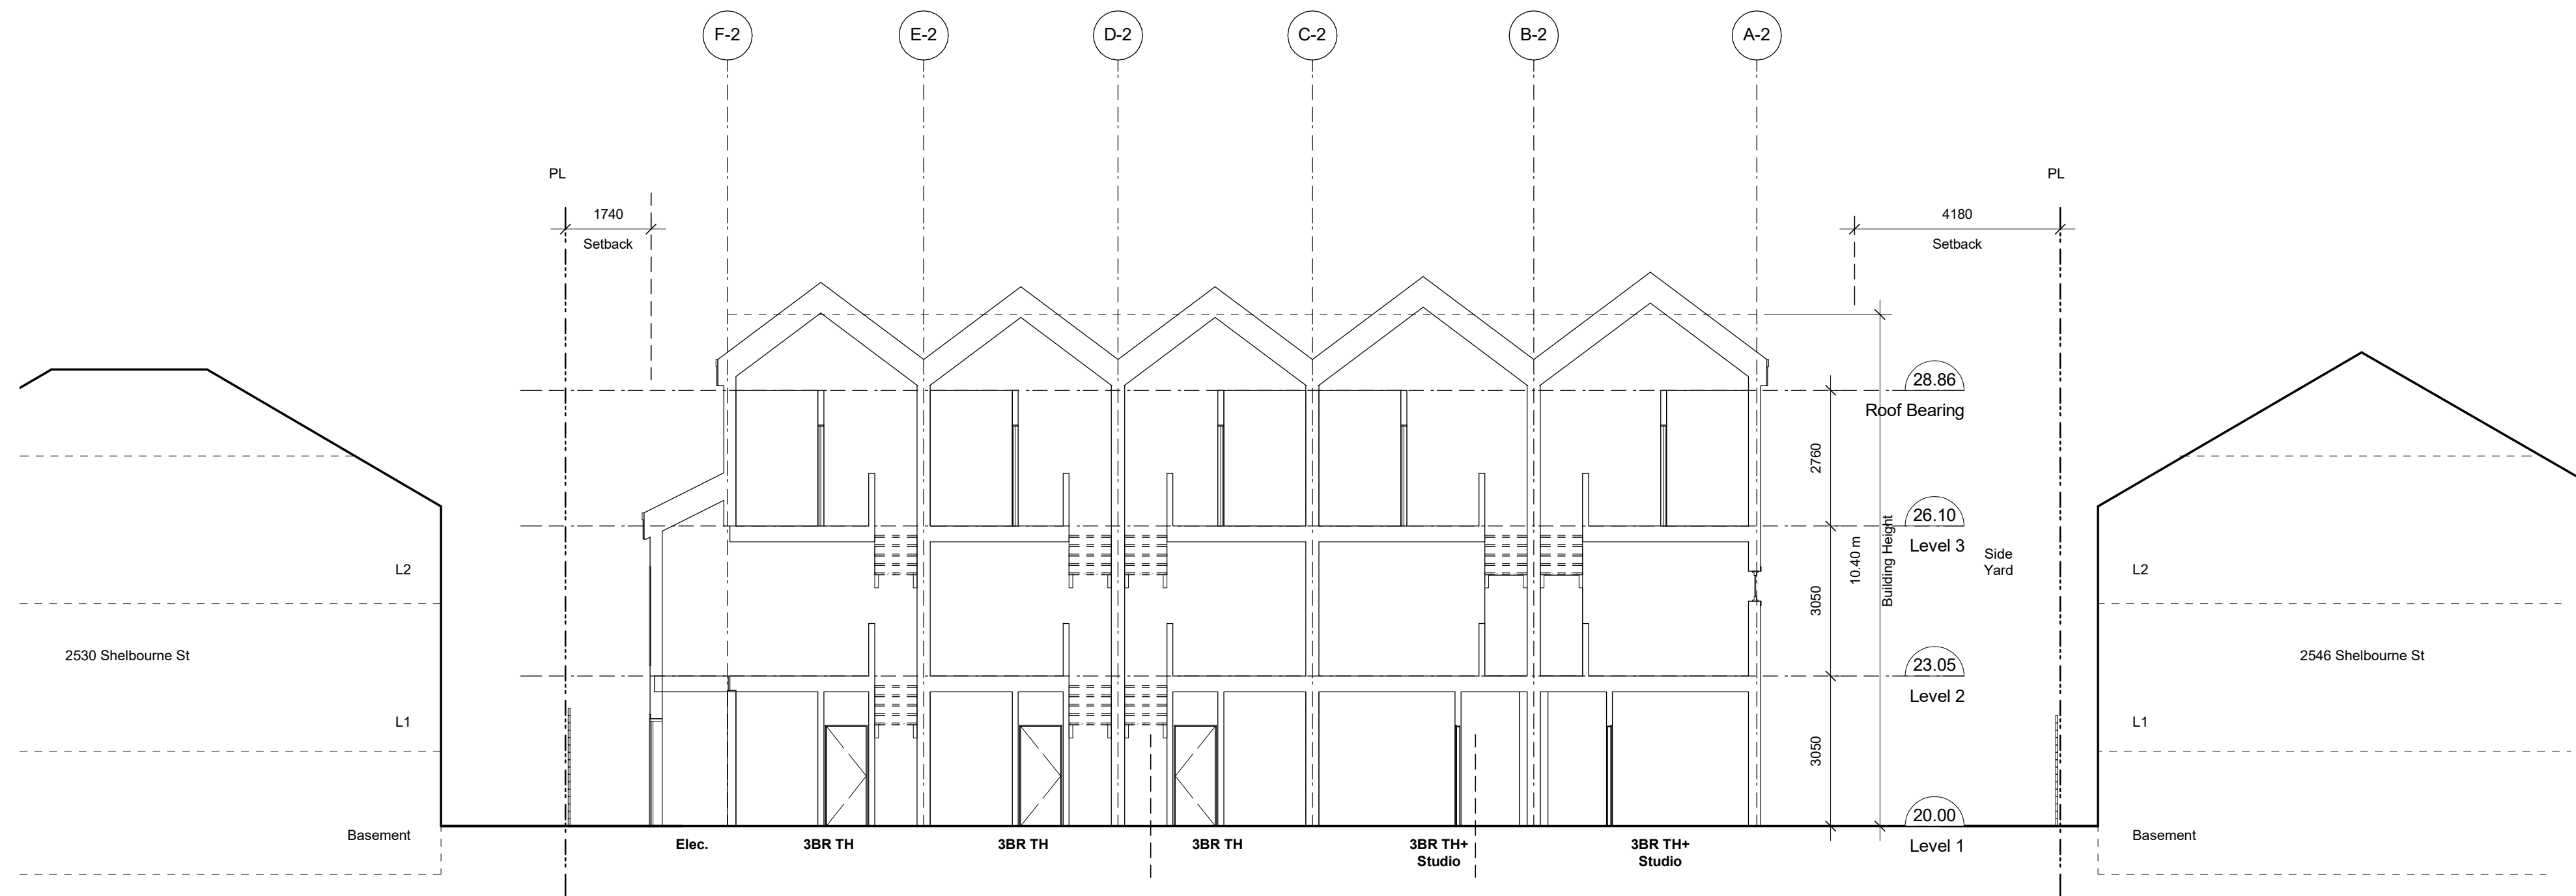 F-2
E-2
D-2
C-2
B-2
A-2
PL
PL
1740
Setback
4180
Setback
28.86
Roof Bearing
2760
26.10
Level 3
10.40 m
Building Height
Side
Yard
L2
L2
3050
2530 Shelbourne St
2546 Shelbourne St
23.05
Level 2
L1
L1
3050
20.00
Level 1
Basement
Basement
Elec.
3BR TH
3BR TH
3BR TH
3BR TH+
Studio
3BR TH+
Studio